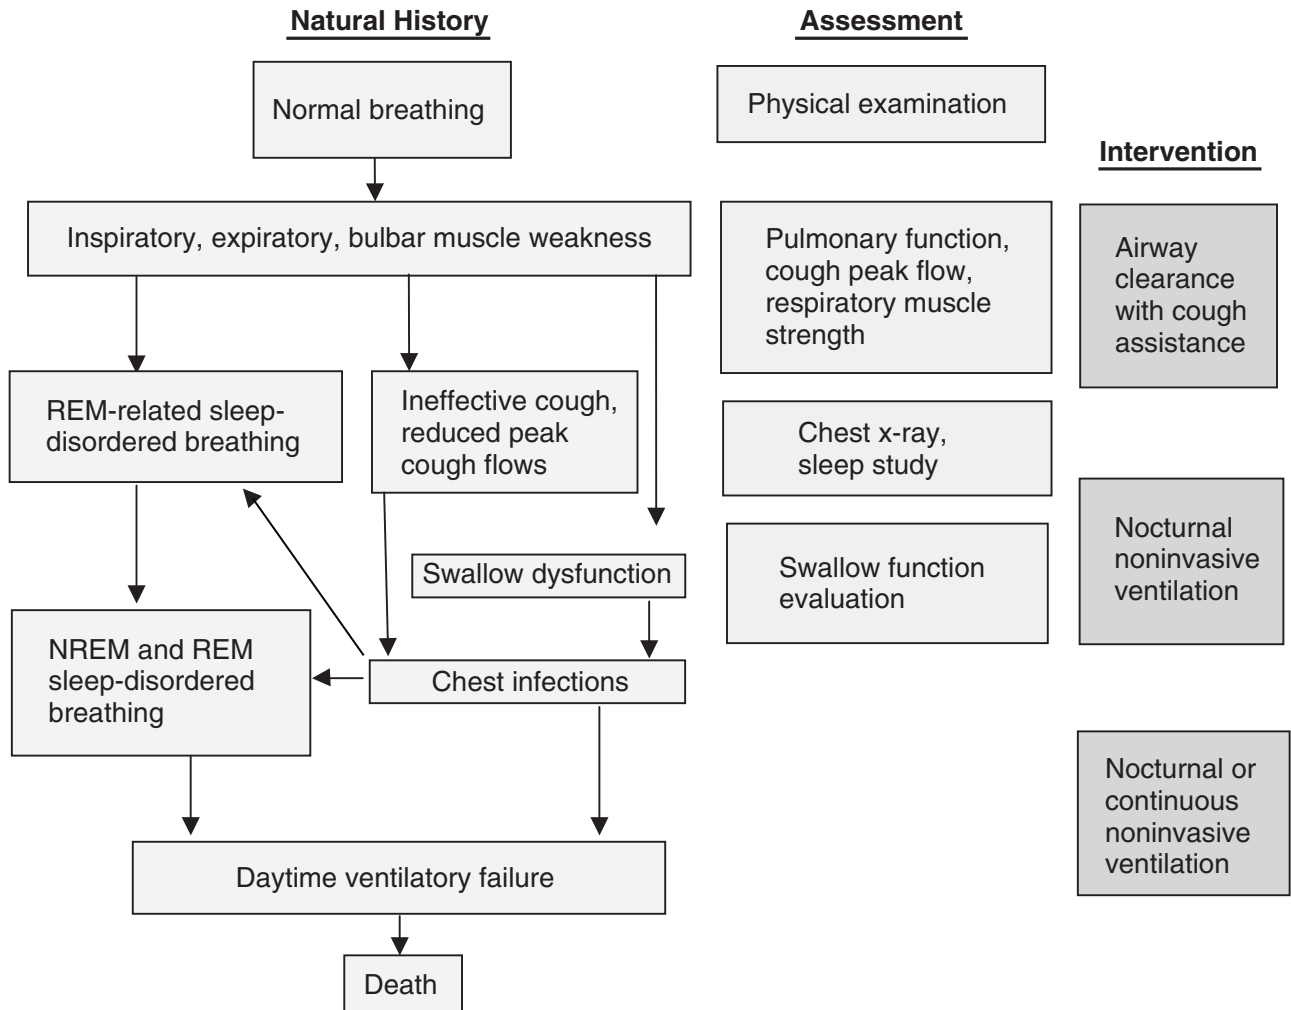 Natural History
Normal breathing
Inspiratory, expiratory, bulbar muscle weakness
REM-related sleep-
disordered breathing
Ineffective cough,
reduced peak
cough flows
Swallow dysfunction
NREM and REM
sleep-disordered
breathing
Chest infections
Daytime ventilatory failure
Death
Assessment
Physical examination
Pulmonary function,
cough peak flow,
respiratory muscle
strength
Chest x-ray,
sleep study
Swallow function
evaluation
Intervention
Airway
clearance
with cough
assistance
Nocturnal
noninvasive
ventilation
Nocturnal or
continuous
noninvasive
ventilation